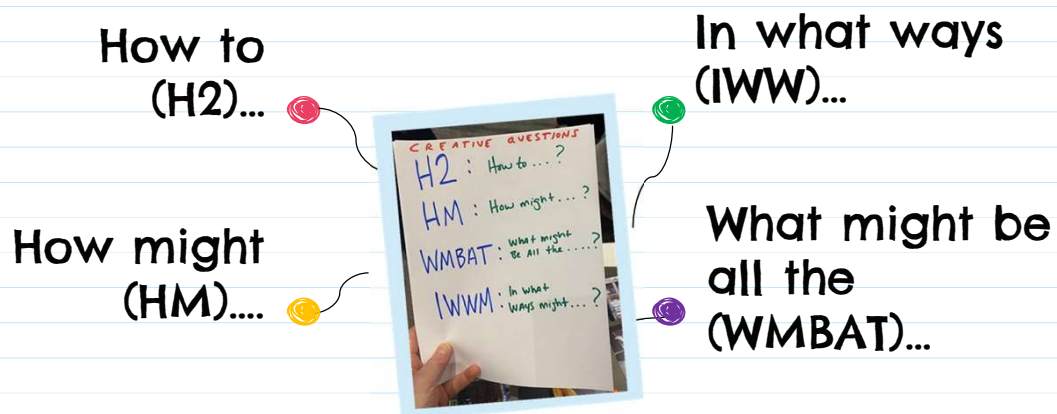 How to
(H2)...
In what ways
(IWW)...
How might
(HM)....
What might be
all the
(WMBAT)...
CREATIVE QUESTIONS
H2: How to...?
HM: How might...?
WMBAT: What might
Be All the.....?
IWWM: In what
WAYS might...?